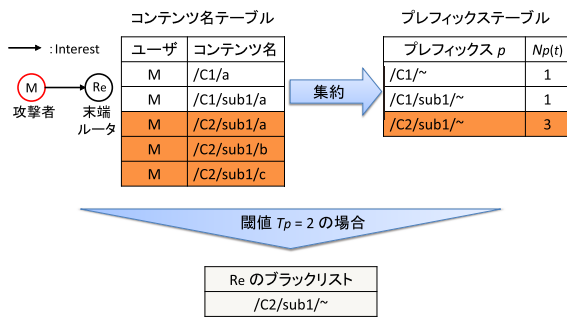 コンテンツ名テーブル
プレフィックステーブル
: Interest
M
Re
攻撃者
末端
ルータ
ユーザ コンテンツ名
M /C1/a
M /C1/sub1/a
M /C2/sub1/a
M /C2/sub1/b
M /C2/sub1/c
集約
プレフィックス p Np(t)
/C1/~ 1
/C1/sub1/~ 1
/C2/sub1/~ 3
閾値 Tp = 2 の場合
Re のブラックリスト
/C2/sub1/~